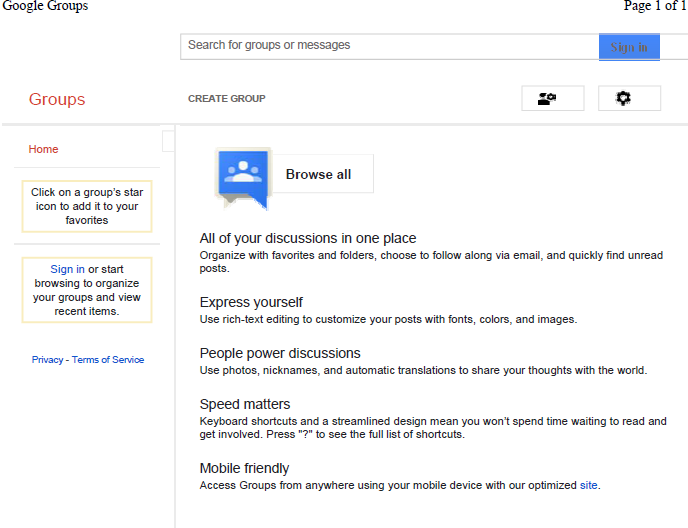 Google Groups
Page 1 of 1
Search for groups or messages
Sign in
Groups
CREATE GROUP
Home
Click on a group's star
icon to add it to your
favorites
Sign in or start
browsing to organize
your groups and view
recent items.
Privacy - Terms of Service
Browse all
All of your discussions in one place
Organize with favorites and folders, choose to follow along via email, and quickly find unread
posts.
Express yourself
Use rich-text editing to customize your posts with fonts, colors, and images.
People power discussions
Use photos, nicknames, and automatic translations to share your thoughts with the world.
Speed matters
Keyboard shortcuts and a streamlined design mean you won't spend time waiting to read and
get involved. Press "?" to see the full list of shortcuts.
Mobile friendly
Access Groups from anywhere using your mobile device with our optimized site.